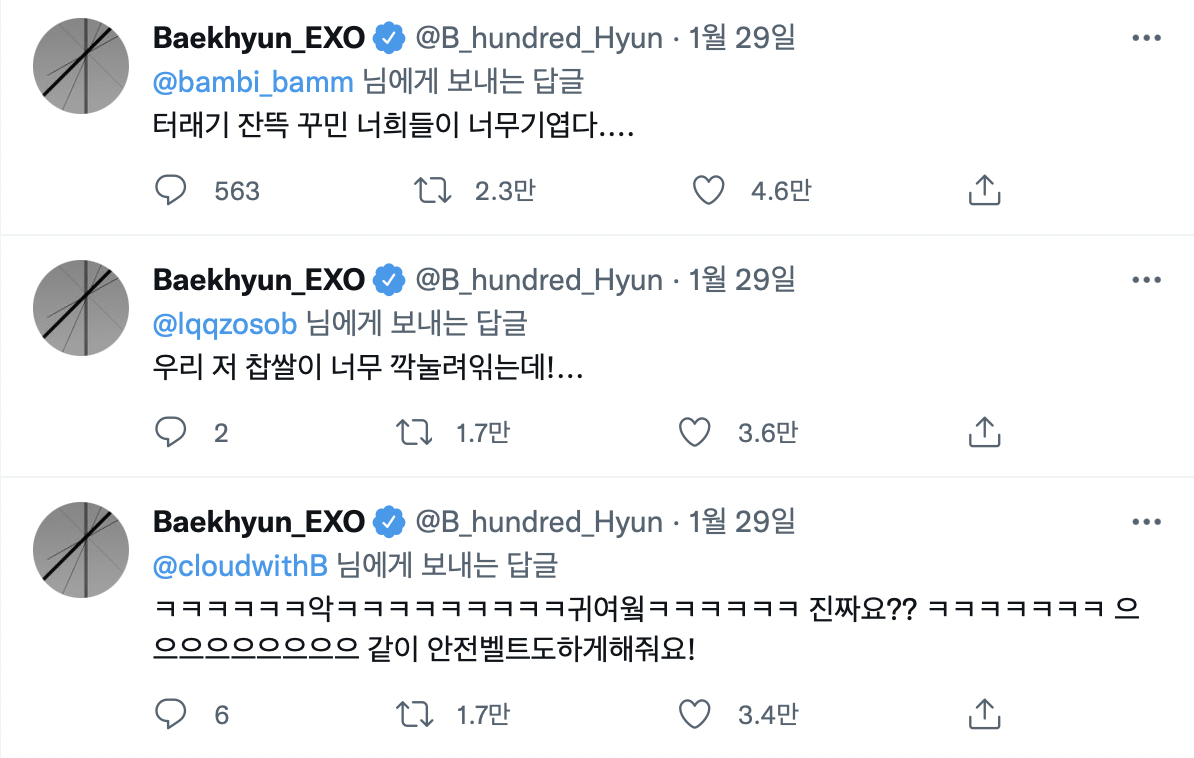 Baekhyun_EXO @B_hundred_Hyun · 1월 29일
@bambi_bamm 님에게 보내는 답글
터래기 잔뜩 꾸민 너희들이 너무기엽다....
563 2.3만 4.6만
Baekhyun_EXO @B_hundred_Hyun · 1월 29일
@lqqzosob 님에게 보내는 답글
우리 저 찹쌀이 너무 깍눌려읶는데!...
2 1.7만 3.6만
Baekhyun_EXO @B_hundred_Hyun · 1월 29일
@cloudwithB 님에게 보내는 답글
ㅋㅋㅋㅋㅋㅋ악ㅋㅋㅋㅋㅋㅋㅋㅋㅋ귀여웤ㅋㅋㅋㅋㅋㅋ 진짜요?? ㅋㅋㅋㅋㅋㅋㅋ 으
으으으으으으으으 같이 안전벨트도하게해줘요!
6 1.7만 3.4만